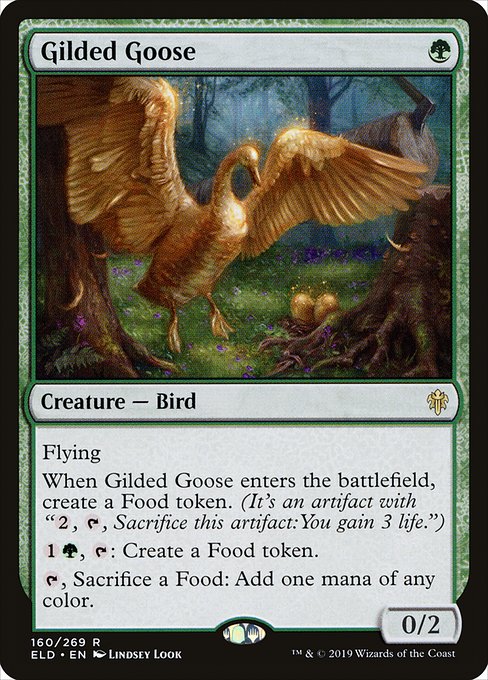 Gilded Goose
Creature — Bird
Flying
When Gilded Goose enters the battlefield,
create a Food token. (It's an artifact with
“2, , Sacrifice this artifact: You gain 3 life.”)
1 , : Create a Food token.
, Sacrifice a Food: Add one mana of any
color.
0/2
160/269 R
ELD • EN LINDSEY LOOK
™ & © 2019 Wizards of the Coast